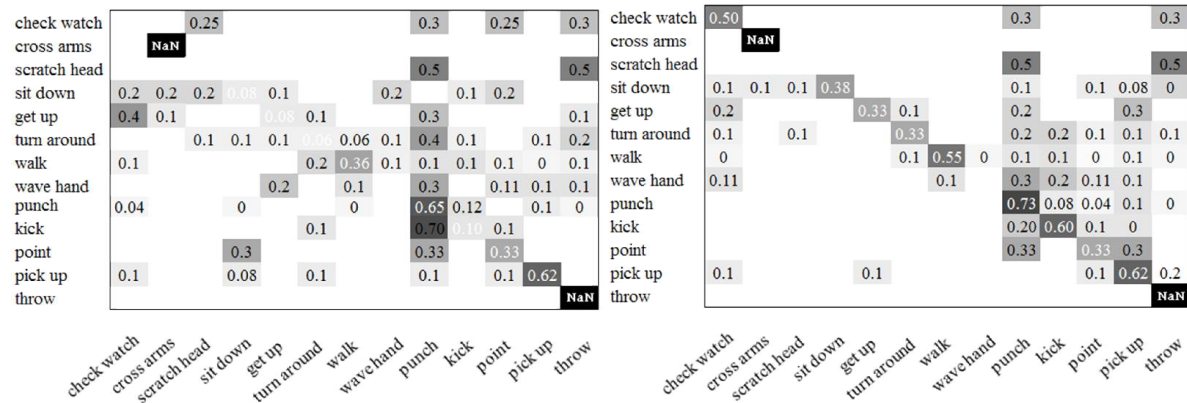 check watch 0.25 0.3 0.25 0.3
cross arms NaN
scratch head 0.5 0.5
sit down 0.2 0.2 0.2 0.08 0.1 0.2 0.1 0.2
get up 0.4 0.1 0.08 0.1 0.3 0.1
turn around 0.1 0.1 0.1 0.06 0.06 0.1 0.4 0.1 0.1 0.2
walk 0.1 0.2 0.36 0.1 0.1 0.1 0.1 0 0.1
wave hand 0.2 0.1 0.3 0.11 0.1 0.1
punch 0.04 0 0 0.65 0.12 0.1 0
kick 0.1 0.70 0.10 0.1
point 0.3 0.33 0.33
pick up 0.1 0.08 0.1 0.1 0.1 0.62
throw NaN
check watch cross arms scratch head sit down get up turn around walk wave hand punch kick point pick up throw
check watch 0.50 0.3 0.3
cross arms NaN
scratch head 0.5 0.5
sit down 0.1 0.1 0.1 0.38 0.1 0.1 0.08 0
get up 0.2 0.33 0.1 0.2 0.3
turn around 0.1 0.1 0.33 0.2 0.2 0.1 0.1 0.1
walk 0 0.1 0.55 0 0.1 0.1 0 0.1 0
wave hand 0.11 0.1 0.3 0.2 0.11 0.1
punch 0.73 0.08 0.04 0.1 0
kick 0.20 0.60 0.1 0
point 0.33 0.33 0.3
pick up 0.1 0.1 0.1 0.62 0.2
throw NaN
check watch cross arms scratch head sit down get up turn around walk wave hand punch kick point pick up throw